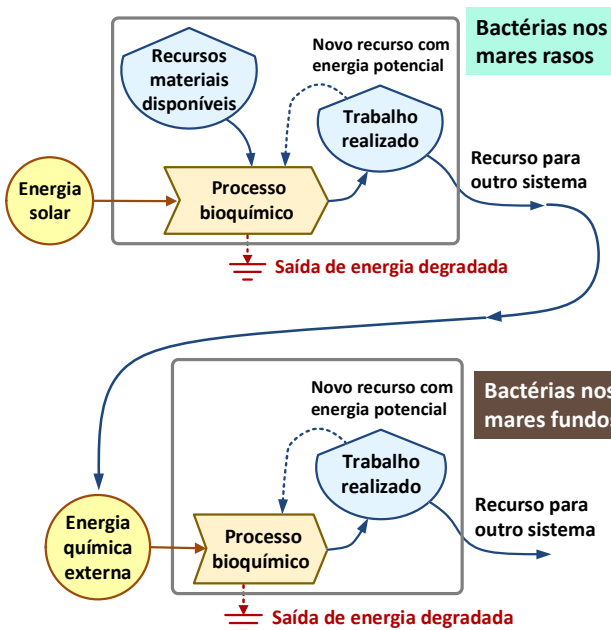 Bactérias nos
mares rasos
Recursos
materiais
disponíveis
Novo recurso com
energia potencial
Trabalho
realizado
Recurso para
outro sistema
Energia
solar
Processo
bioquímico
Saída de energia degradada
Bactérias nos
mares fundos
Novo recurso com
energia potencial
Trabalho
realizado
Recurso para
outro sistema
Energia
química
externa
Processo
bioquímico
Saída de energia degradada